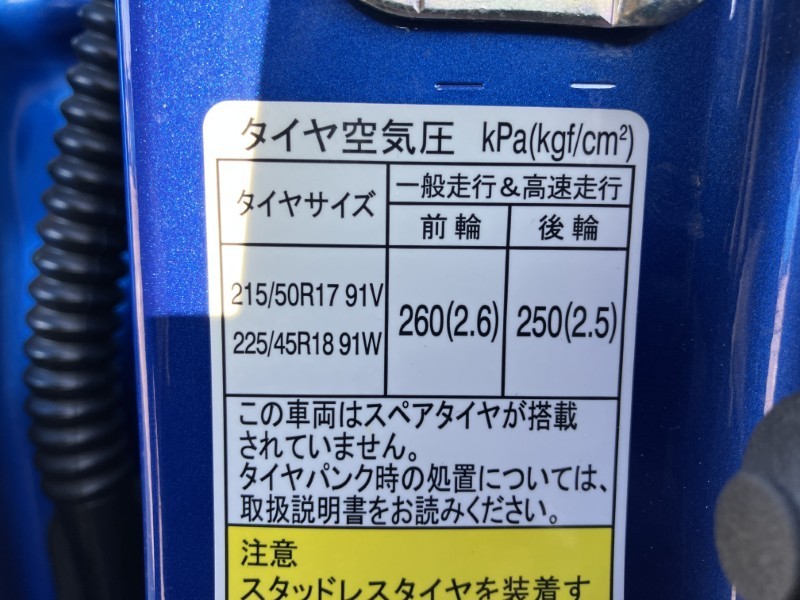 タイヤ空気圧 kPa(kgf/cm²)
タイヤサイズ
一般走行&高速走行
前輪 後輪
215/50R17 91V
225/45R18 91W
260(2.6) 250(2.5)
この車両はスペアタイヤが搭載
されていません。
タイヤパンク時の処置については、
取扱説明書をお読みください。
注意
スタッドレスタイヤを装着す